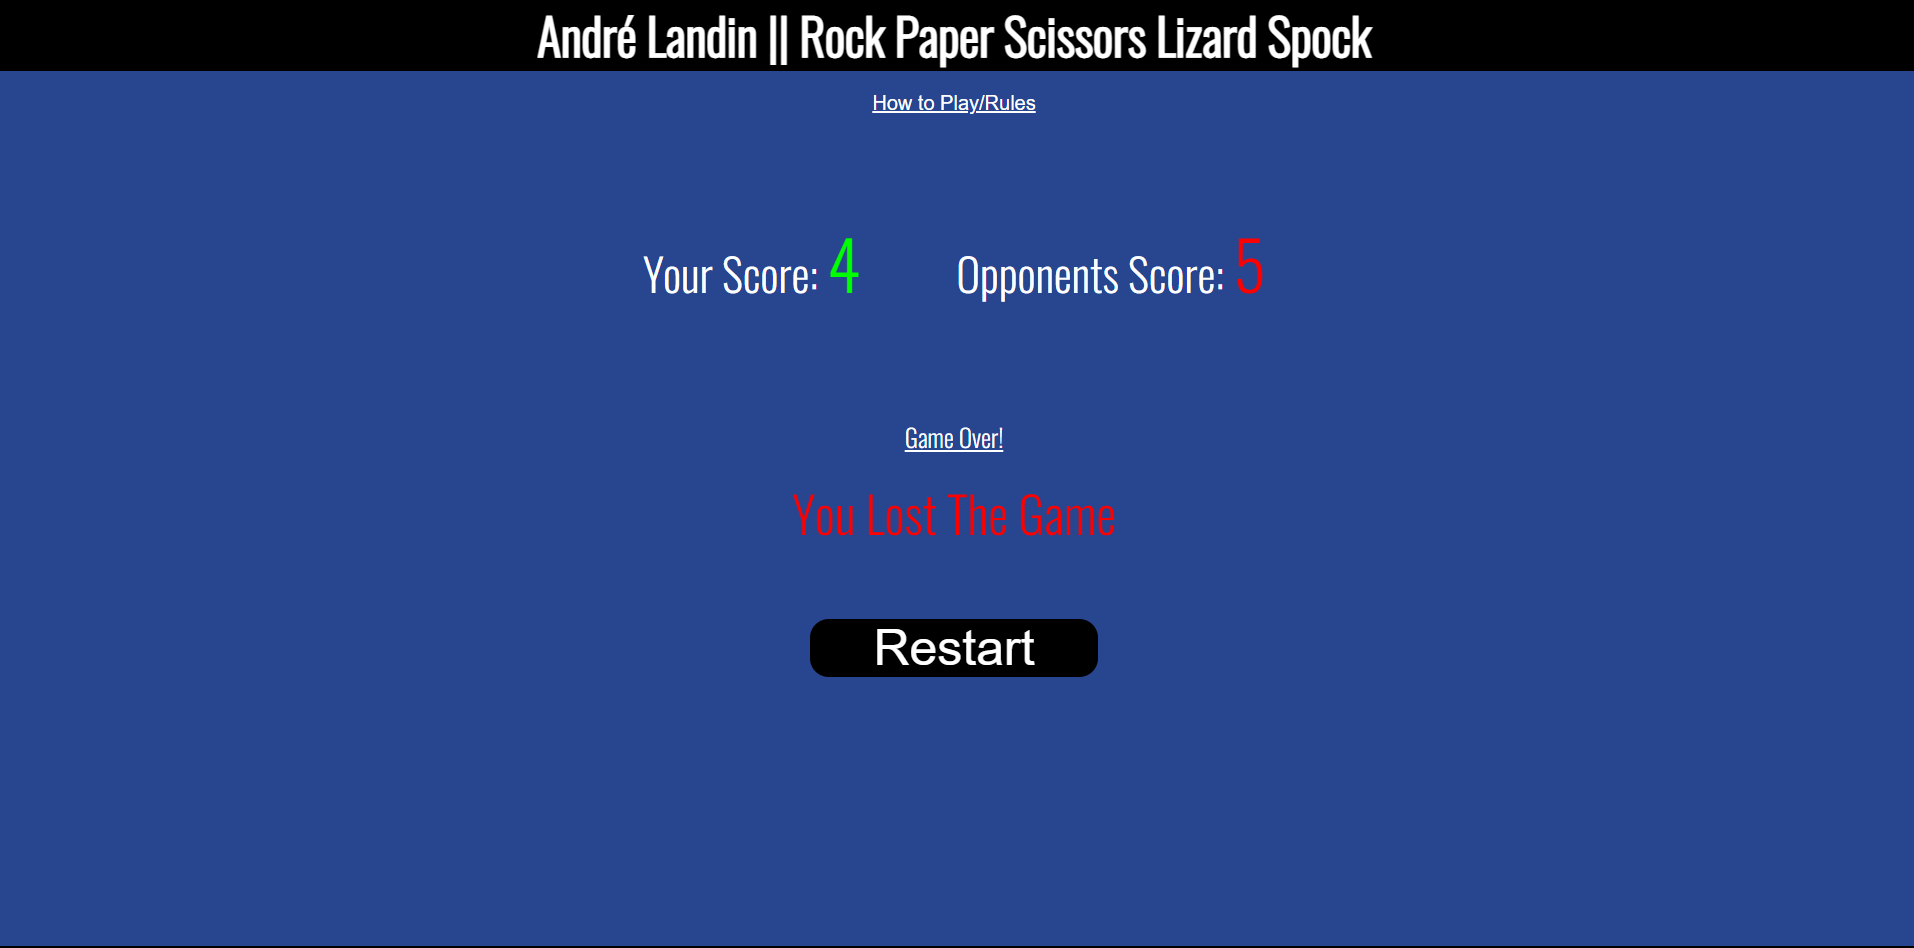 André Landin || Rock Paper Scissors Lizard Spock
How to Play/Rules
Your Score: 4 Opponents Score: 5
Game Over!
You Lost The Game
Restart